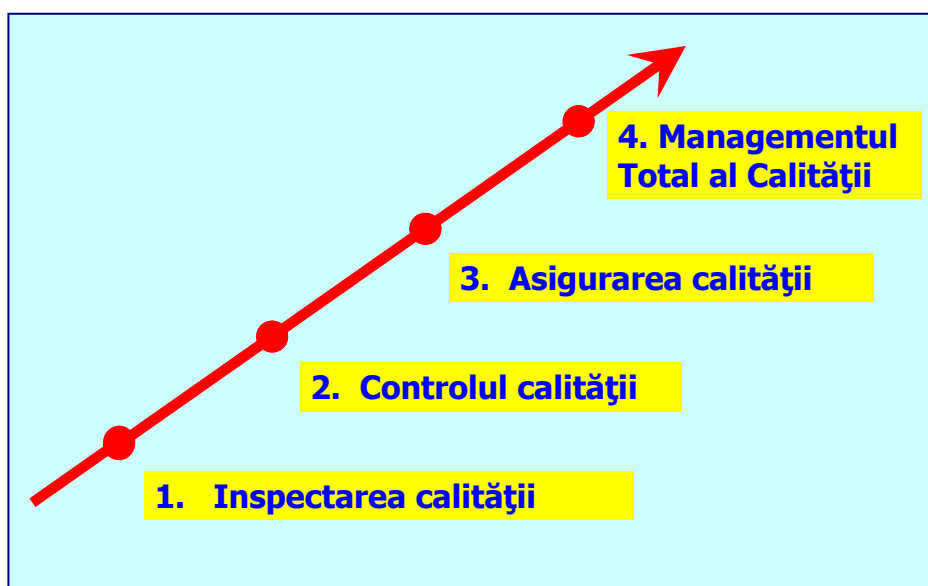 4. Managementul
Total al Calităţii
3. Asigurarea calităţii
2. Controlul calităţii
1. Inspectarea calităţii